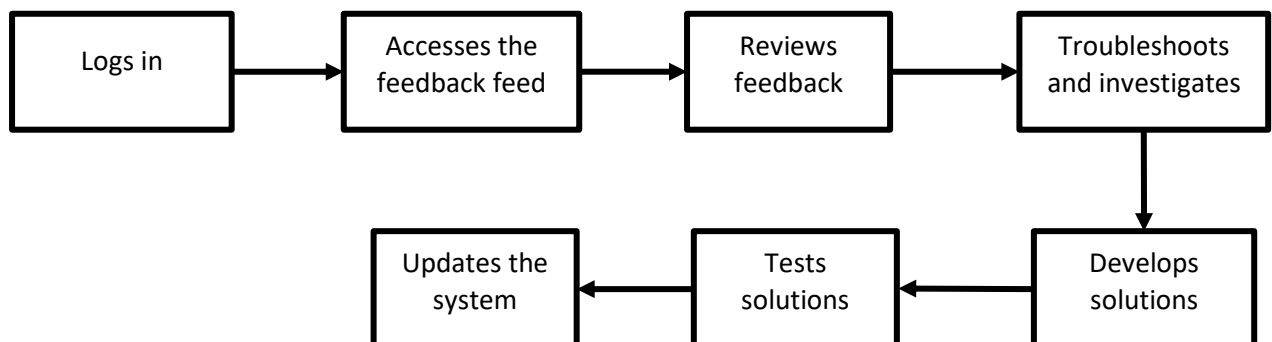 Logs in
Accesses the
feedback feed
Reviews
feedback
Troubleshoots
and investigates
Develops
solutions
Tests
solutions
Updates the
system